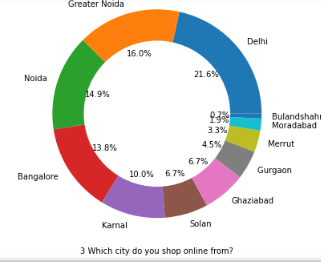 Greater Noida
Delhi
16.0%
21.6%
Noida
14.9%
0.7%
Bulandshahr
1.9%
Moradabad
3.3%
Merrut
4.5%
13.8%
6.7%
Gurgaon
Bangalore
10.0%
6.7%
Ghaziabad
Karnal
Solan
3 Which city do you shop online from?